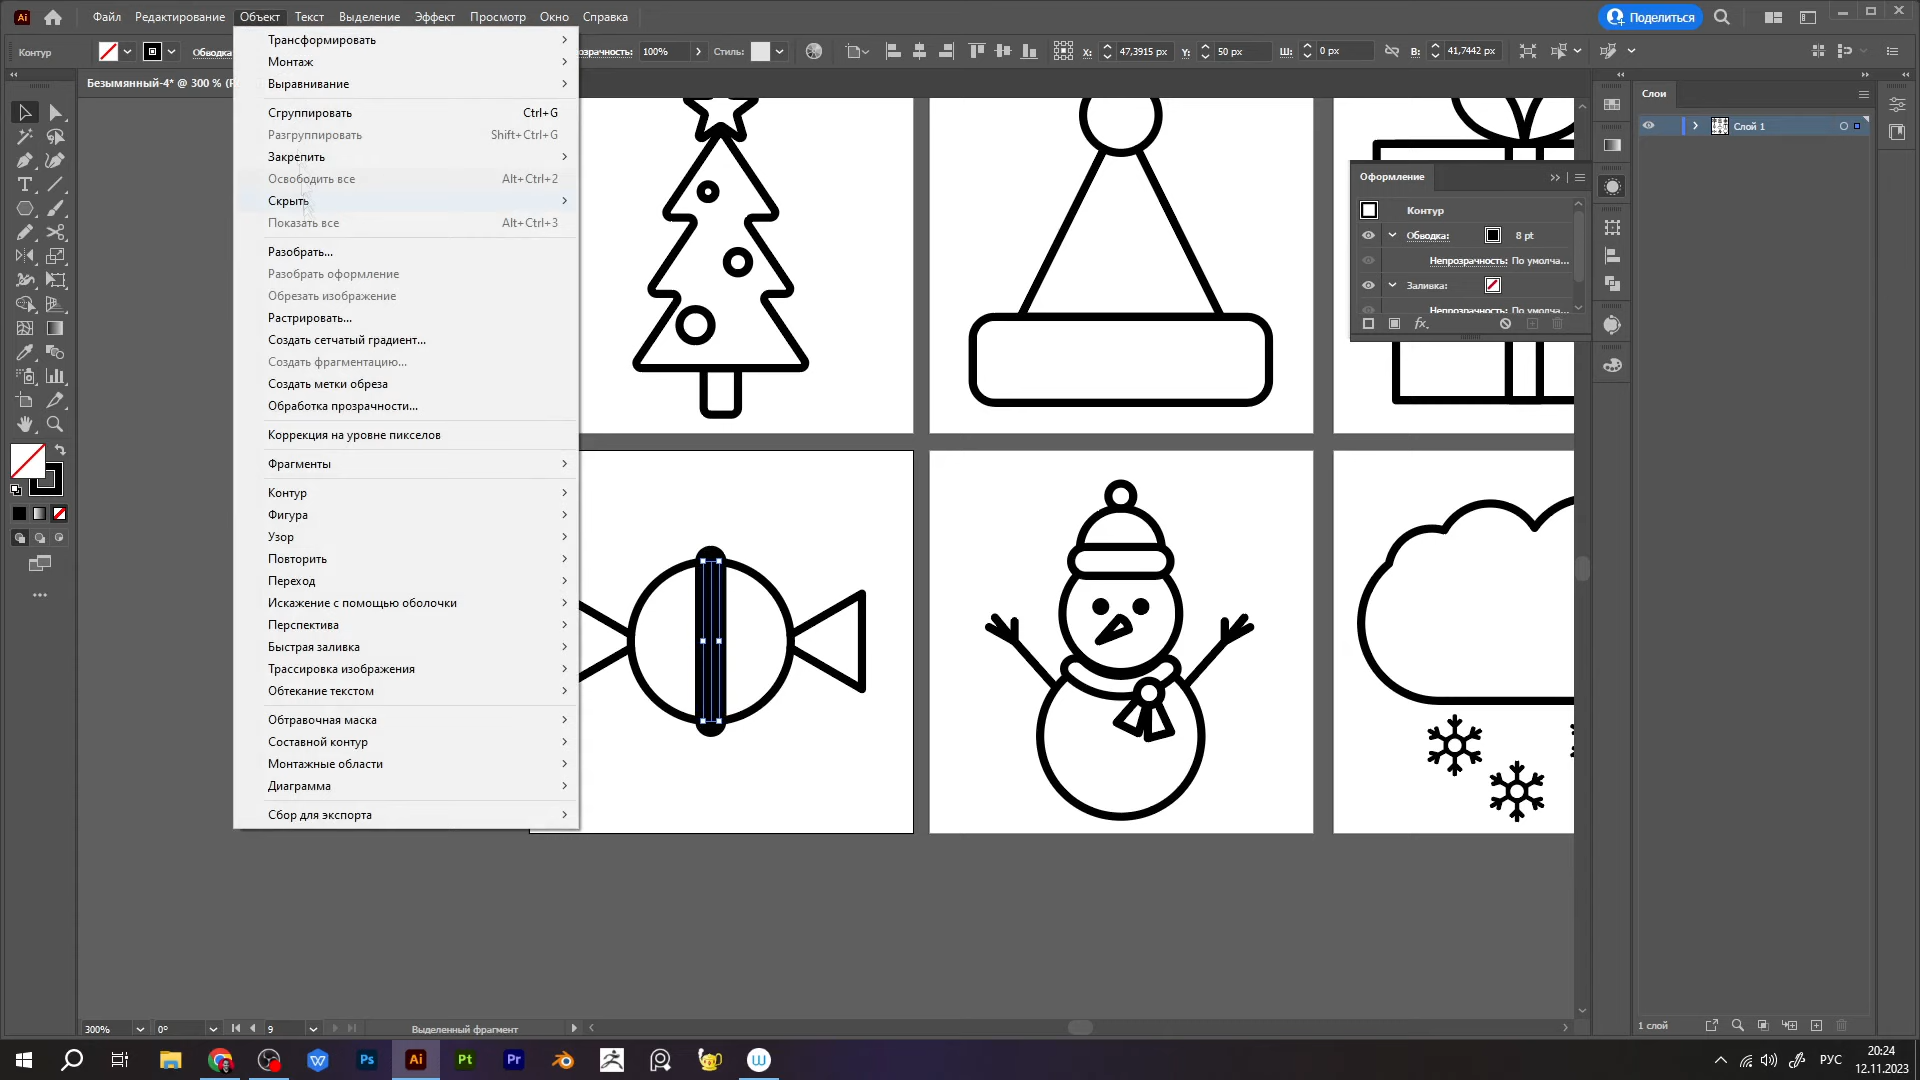 Ai Файл Редактирование Объект Текст Выделение Эффект Просмотр Окно Справка Поделиться
Контур Обводка Непрозрачность: 100% Стиль: X: 47,3915 px Y: 50 px Ш: 0 px В: 41,7442 px
Безымянный-4* @ 300 %
Трансформировать
Монтаж
Выравнивание
Сгруппировать Ctrl+G
Разгруппировать Shift+Ctrl+G
Закрепить
Освободить все Alt+Ctrl+2
Скрыть
Показать все Alt+Ctrl+3
Разобрать...
Разобрать оформление
Обрезать изображение
Растрировать...
Создать сетчатый градиент...
Создать фрагментацию...
Создать метки обреза
Обработка прозрачности...
Коррекция на уровне пикселов
Фрагменты
Контур
Фигура
Узор
Повторить
Переход
Искажение с помощью оболочки
Перспектива
Быстрая заливка
Трассировка изображения
Обтекание текстом
Обтравочная маска
Составной контур
Монтажные области
Диаграмма
Сбор для экспорта
Оформление
Контур
Обводка: 8 pt
Непрозрачность: По умолча...
Заливка:
Непрозрачность: По умолча...
fx
Слои
Слой 1
300% 0° 9 Выделенный фрагмент
1 слой
Ps Ai Pt Pr
РУС 20:24
12.11.2023